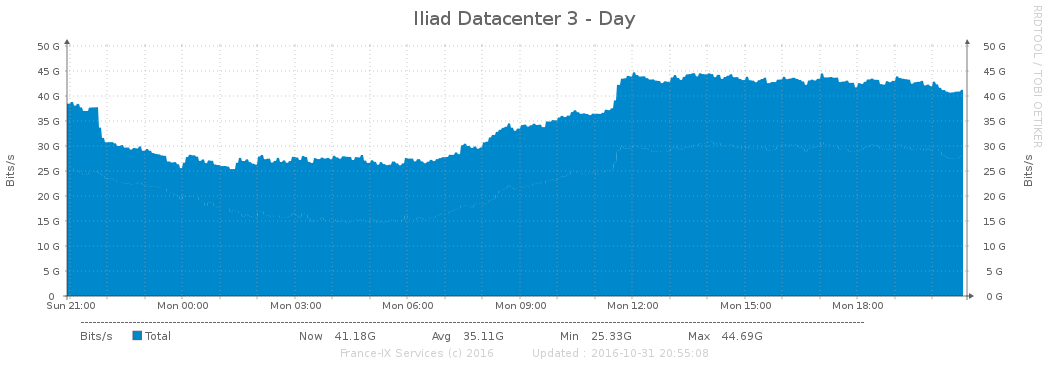 Iliad Datacenter 3 - Day
RRDTOOL / TOBI OETIKER
50 G 50 G
45 G 45 G
40 G 40 G
35 G 35 G
30 G 30 G
25 G 25 G
20 G 20 G
15 G 15 G
10 G 10 G
5 G 5 G
0 0 G
Bits/s Bits/s
Sun 21:00 Mon 00:00 Mon 03:00 Mon 06:00 Mon 09:00 Mon 12:00 Mon 15:00 Mon 18:00
Bits/s Total Now 41.18G Avg 35.11G Min 25.33G Max 44.69G
France-IX Services (c) 2016 Updated : 2016-10-31 20:55:08